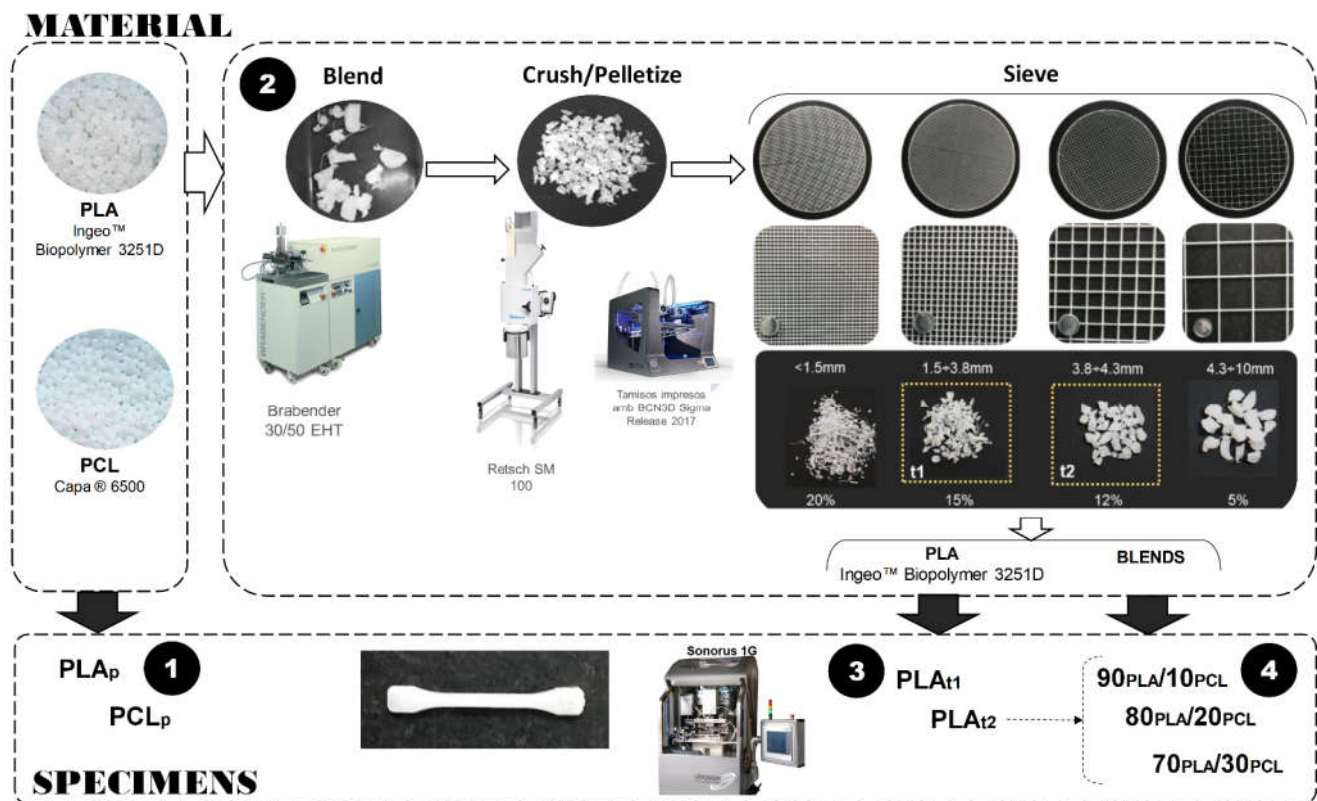 MATERIAL
PLA
Ingeo™
Biopolymer 3251D
PCL
Capa ® 6500
2
Blend
Crush/Pelletize
Sieve
BRABENDER
Brabender
30/50 EHT
Retsch SM
100
Tamisos impresos
amb BCN3D Sigma
Release 2017
<1.5mm
1.5÷3.8mm
3.8÷4.3mm
4.3÷10mm
t1
t2
20%
15%
12%
5%
PLA
Ingeo™ Biopolymer 3251D
BLENDS
1
PLAp
PCLp
Sonorus 1G
3
PLAt1
PLAt2
4
90PLA/10PCL
80PLA/20PCL
70PLA/30PCL
SPECIMENS